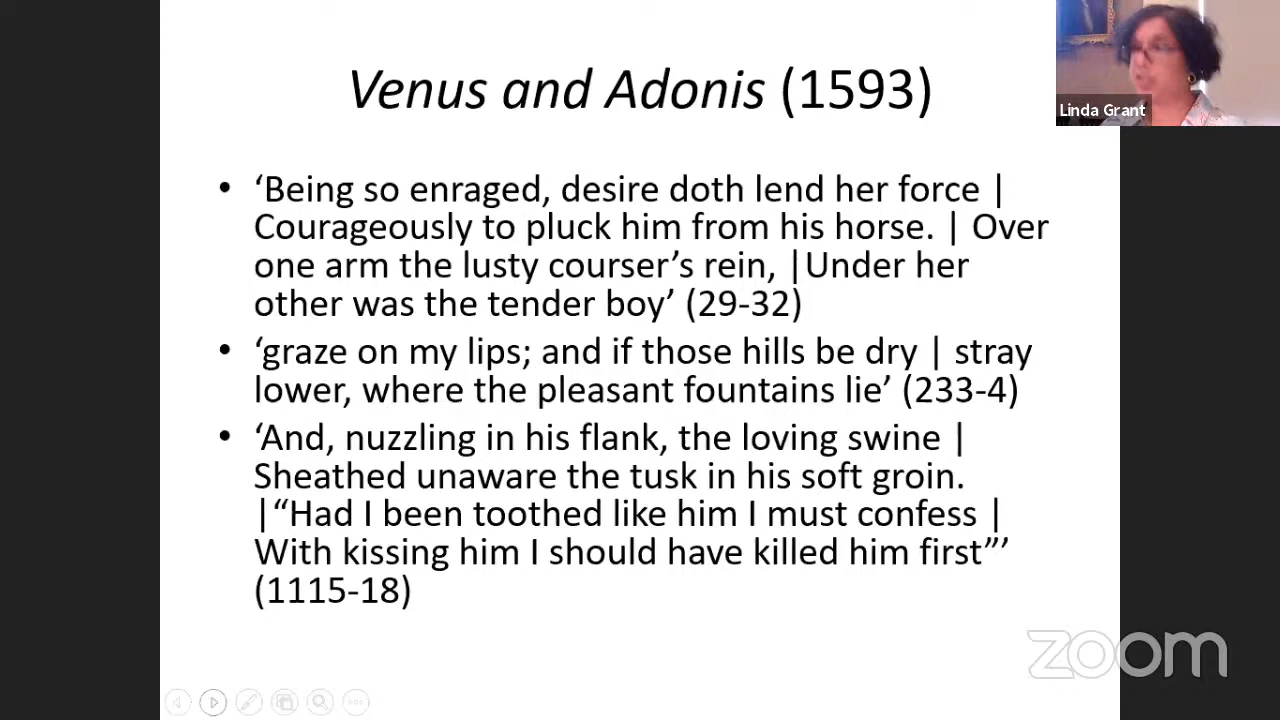 Venus and Adonis (1593)
Linda Grant
• ‘Being so enraged, desire doth lend her force |
Courageously to pluck him from his horse. | Over
one arm the lusty courser’s rein, |Under her
other was the tender boy’ (29-32)
• ‘graze on my lips; and if those hills be dry | stray
lower, where the pleasant fountains lie’ (233-4)
• ‘And, nuzzling in his flank, the loving swine |
Sheathed unaware the tusk in his soft groin.
|“Had I been toothed like him I must confess |
With kissing him I should have killed him first”’
(1115-18)
zoom